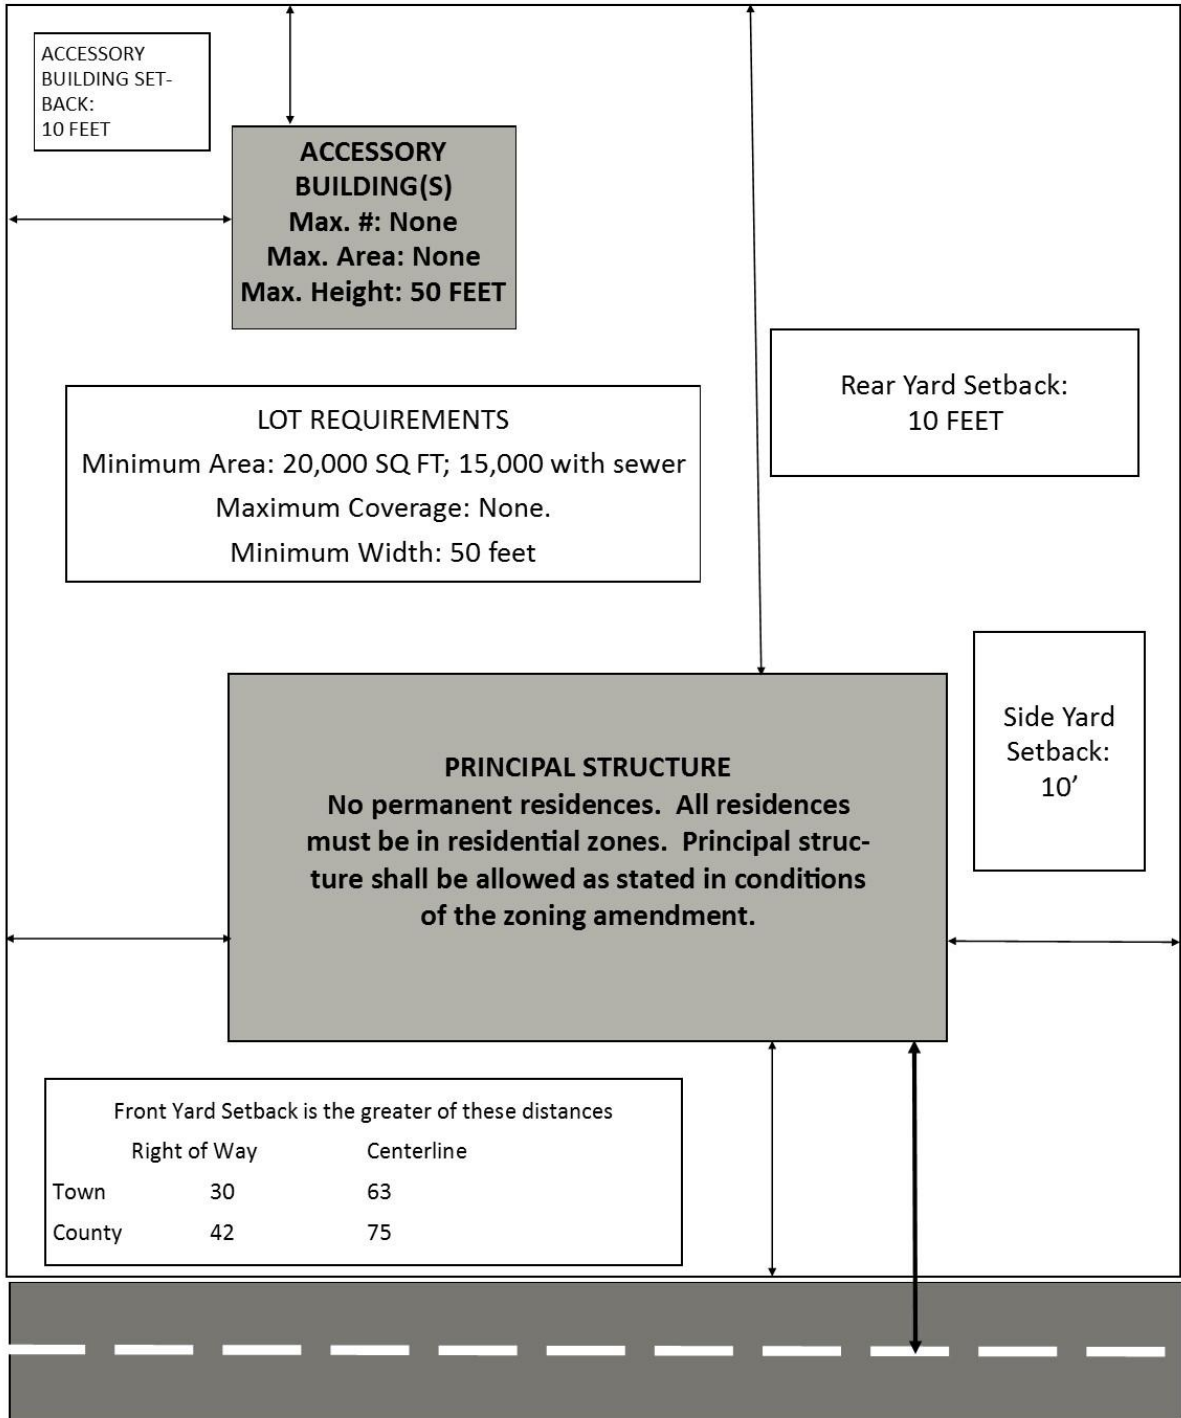 ACCESSORY
BUILDING SET-
BACK:
10 FEET
ACCESSORY
BUILDING(S)
Max. #: None
Max. Area: None
Max. Height: 50 FEET
Rear Yard Setback:
10 FEET
LOT REQUIREMENTS
Minimum Area: 20,000 SQ FT; 15,000 with sewer
Maximum Coverage: None.
Minimum Width: 50 feet
Side Yard
Setback:
10’
PRINCIPAL STRUCTURE
No permanent residences.  All residences
must be in residential zones.  Principal struc-
ture shall be allowed as stated in conditions
of the zoning amendment.
Front Yard Setback is the greater of these distances
Right of Way Centerline
Town 30 63
County 42 75